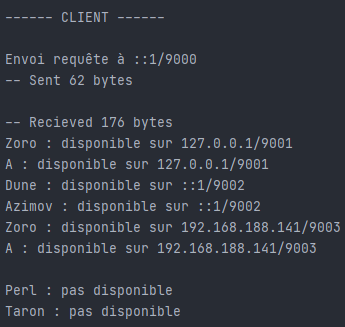 ------ CLIENT ------
Envoi requête à ::1/9000
-- Sent 62 bytes
-- Recieved 176 bytes
Zoro : disponible sur 127.0.0.1/9001
A : disponible sur 127.0.0.1/9001
Dune : disponible sur ::1/9002
Azimov : disponible sur ::1/9002
Zoro : disponible sur 192.168.188.141/9003
A : disponible sur 192.168.188.141/9003
Perl : pas disponible
Taron : pas disponible